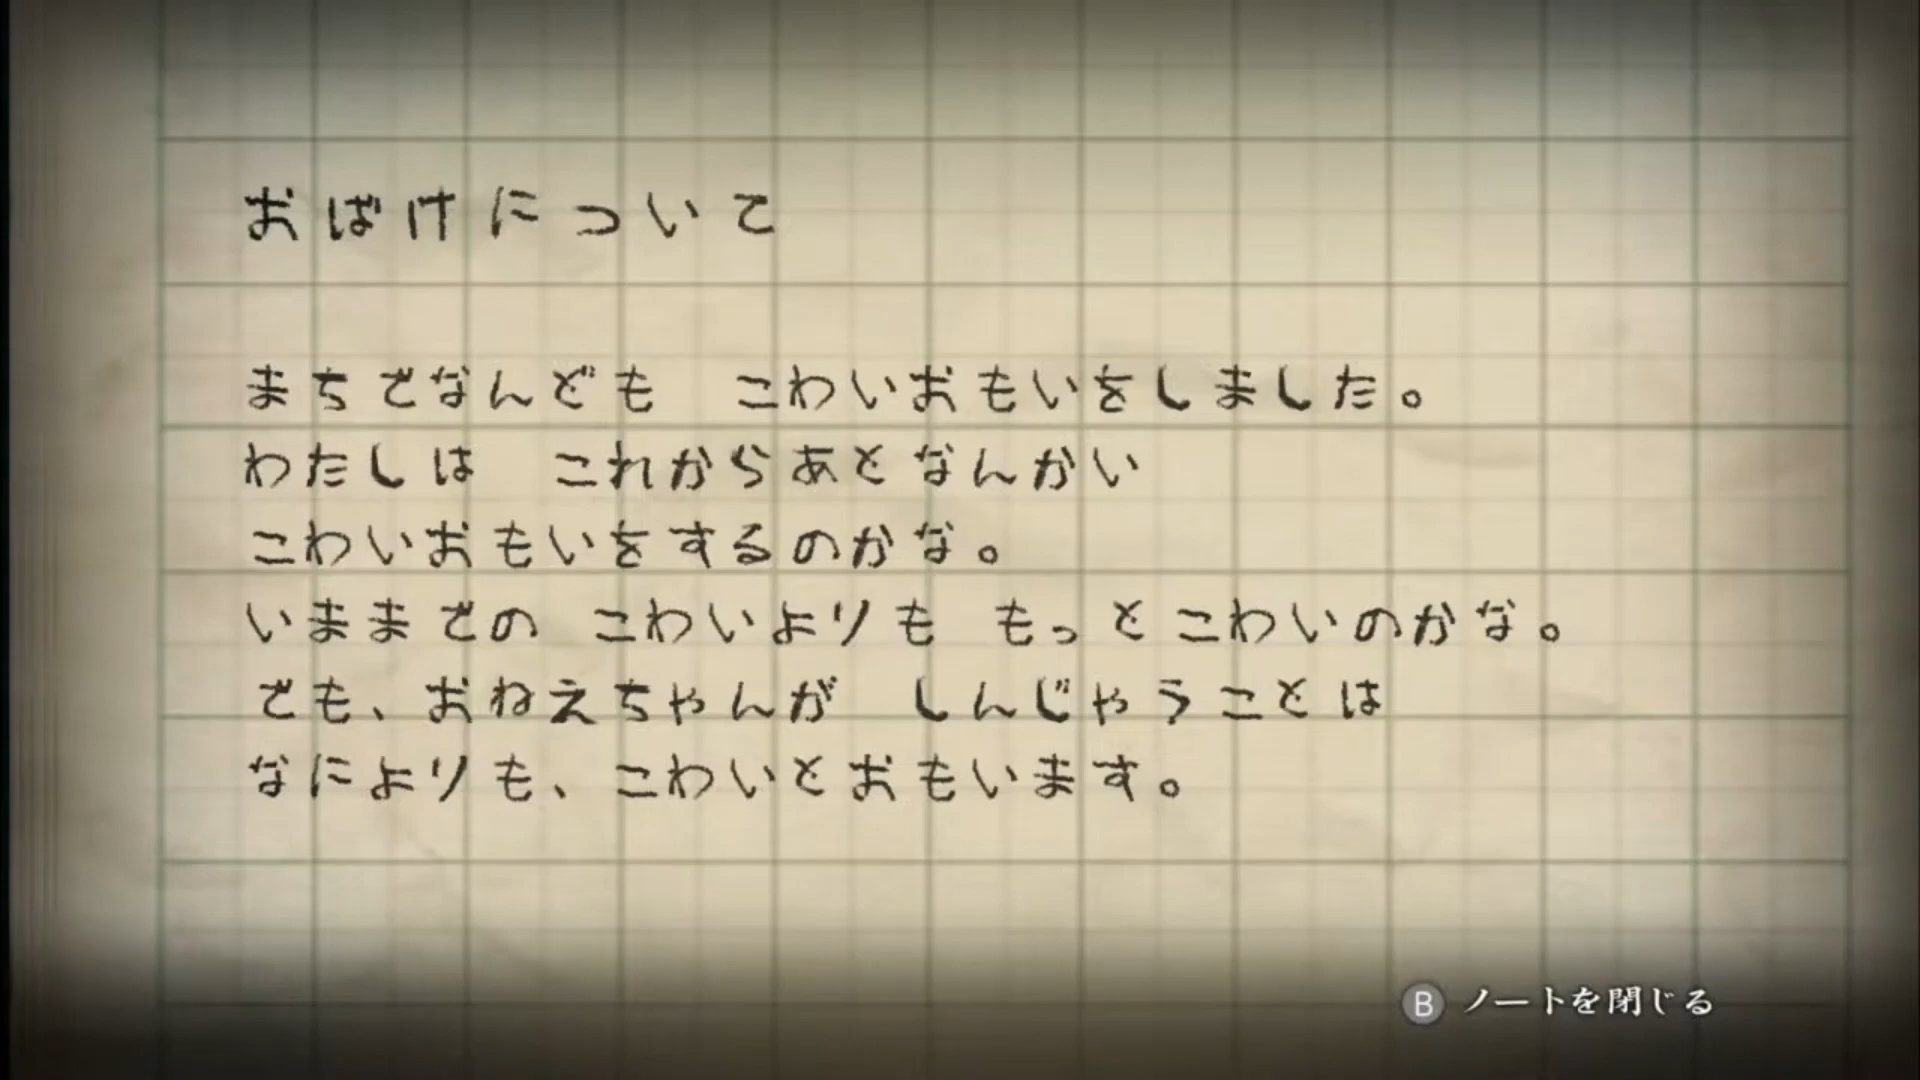 おばけについて
まちでなんども　こわいおもいをしました。
わたしは　これからあとなんかい
こわいおもいをするのかな。
いままでの　こわいよりも　もっとこわいのかな。
でも、おねえちゃんが　しんじゃうことは
なによりも、こわいとおもいます。
B ノートを閉じる